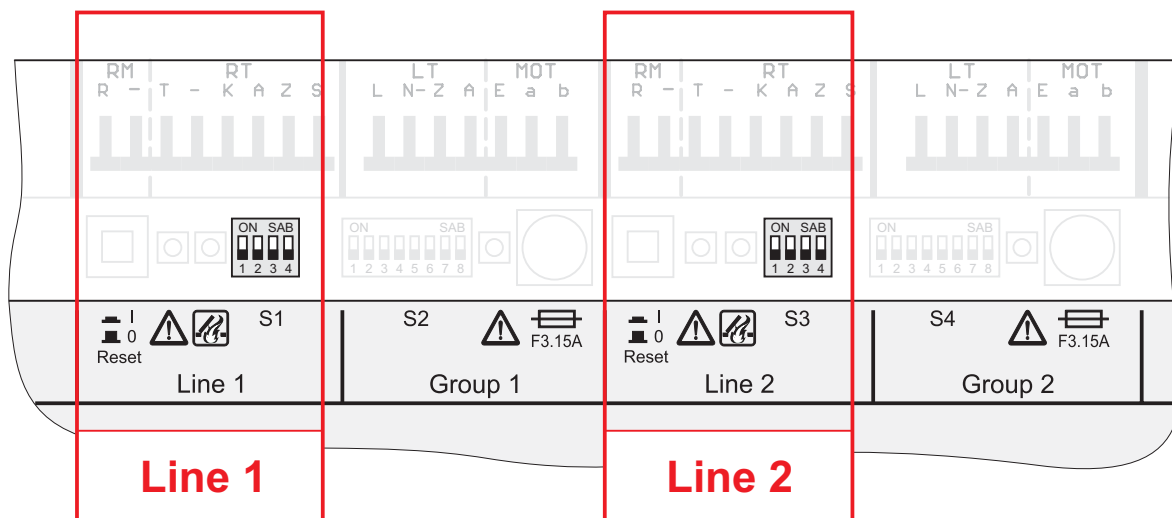 RM RT LT MOT RM RT LT MOT
R - T - K A Z S L N-Z A E a b R - T - K A Z S L N-Z A E a b
ON SAB ON SAB ON SAB ON SAB
1 2 3 4 1 2 3 4 5 6 7 8 1 2 3 4 1 2 3 4 5 6 7 8
I S1 S2 I S3 S4
0 F3.15A 0 F3.15A
Reset Reset
Line 1 Group 1 Line 2 Group 2
Line 1 Line 2